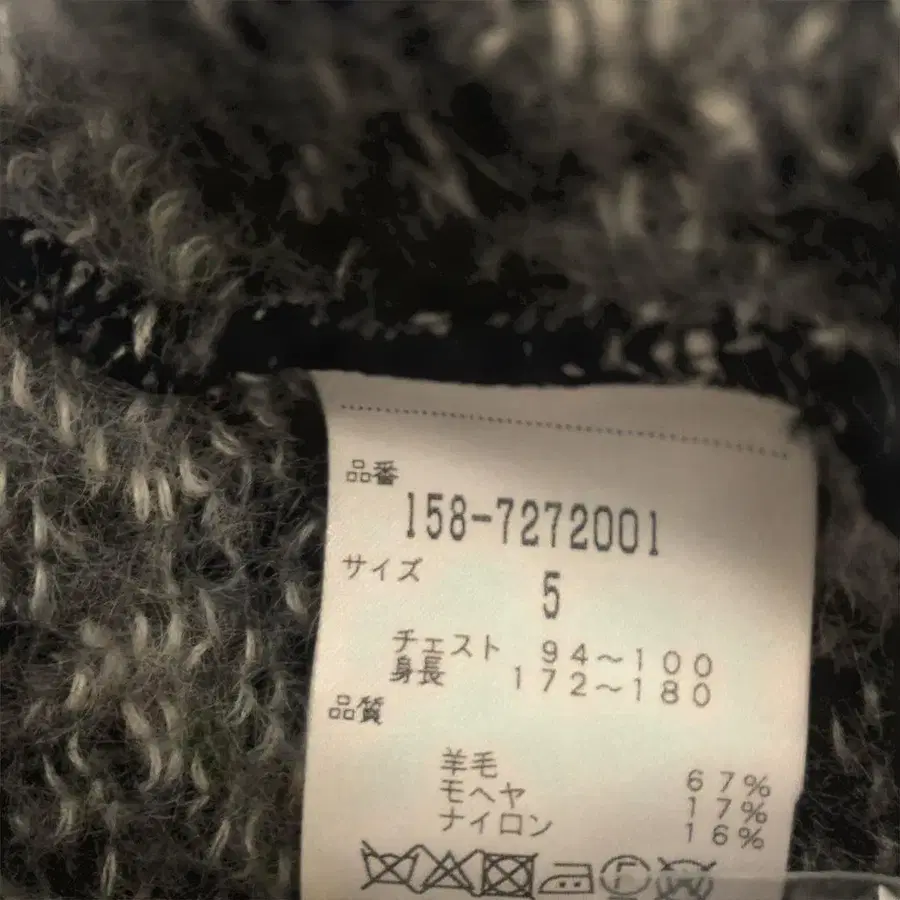 品番
158-7272001
サイズ
5
チェスト 94~100
身長 172~180
品質
羊毛 67%
モヘヤ 17%
ナイロン 16%